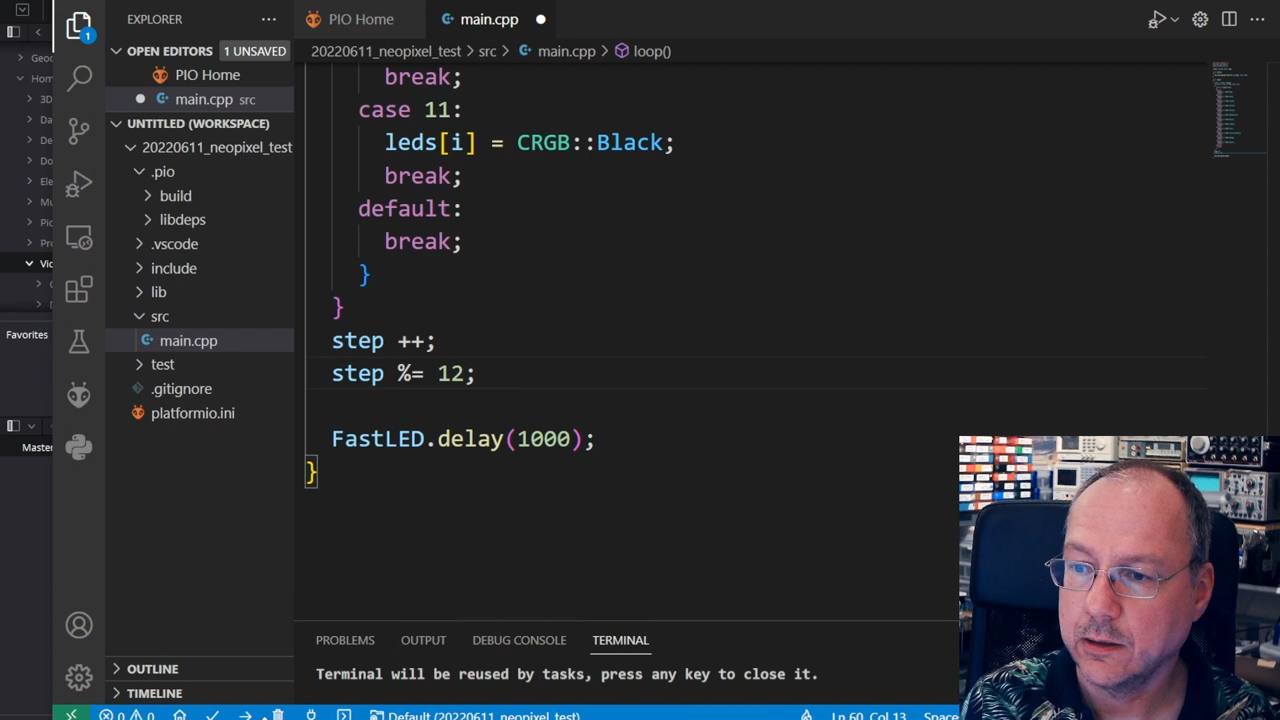 EXPLORER
PIO Home
main.cpp
OPEN EDITORS
1 UNSAVED
20220611_neopixel_test > src > main.cpp > loop()
PIO Home
main.cpp src
UNTITLED (WORKSPACE)
20220611_neopixel_test
.pio
build
libdeps
.vscode
include
lib
src
main.cpp
test
.gitignore
platformio.ini
OUTLINE
TIMELINE
Favorites
Master
break;
case 11:
leds[i] = CRGB::Black;
break;
default:
break;
}
}
step ++;
step %= 12;
FastLED.delay(1000);
}
PROBLEMS
OUTPUT
DEBUG CONSOLE
TERMINAL
Terminal will be reused by tasks, press any key to close it.
0
0
Default (20220611_neopixel_test)
Ln 60, Col 13